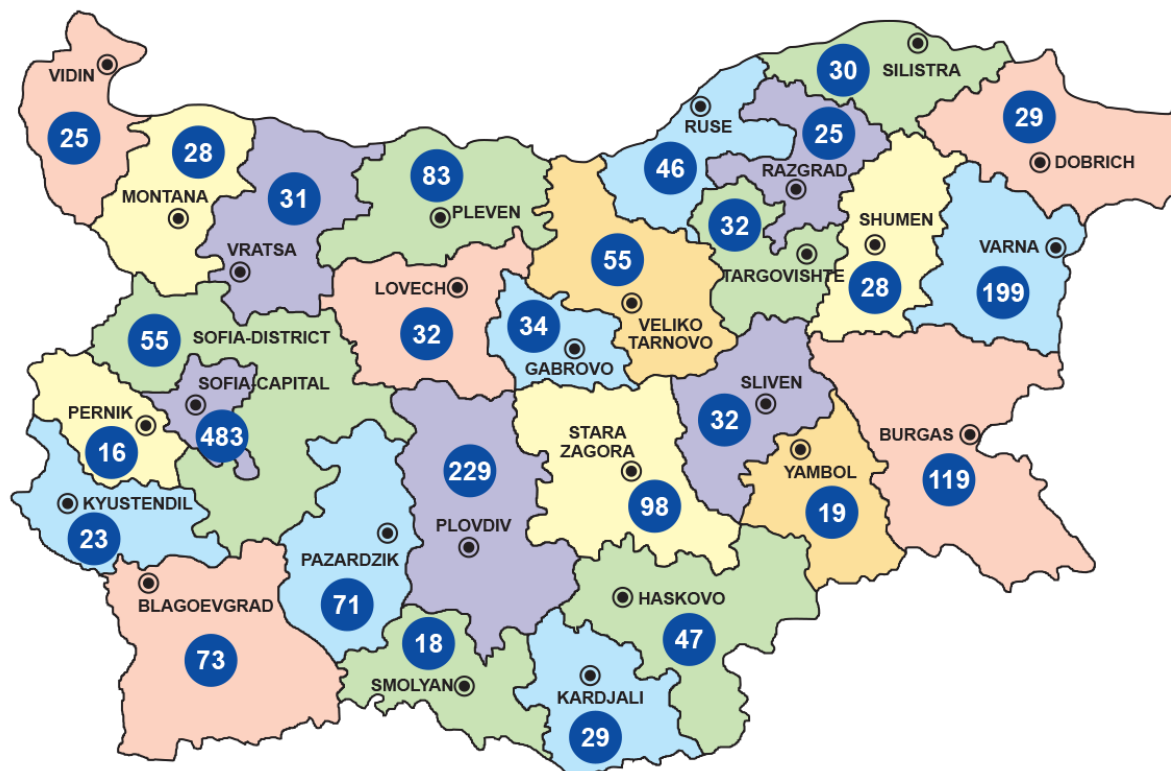 SILISTRA
30
VIDIN
25
RUSE
46
25
RAZGRAD
29
DOBRICH
28
MONTANA
31
VRATSA
83
PLEVEN
32
TARGOVISHTE
SHUMEN
28
VARNA
199
55
VELIKO
TARNOVO
LOVECH
32
34
GABROVO
55
SOFIA-DISTRICT
SOFIA-CAPITAL
483
PERNIK
16
SLIVEN
32
STARA
ZAGORA
98
BURGAS
119
YAMBOL
19
229
PLOVDIV
KYUSTENDIL
23
PAZARDZIK
71
BLAGOEVGRAD
73
HASKOVO
47
18
SMOLYAN
KARDJALI
29